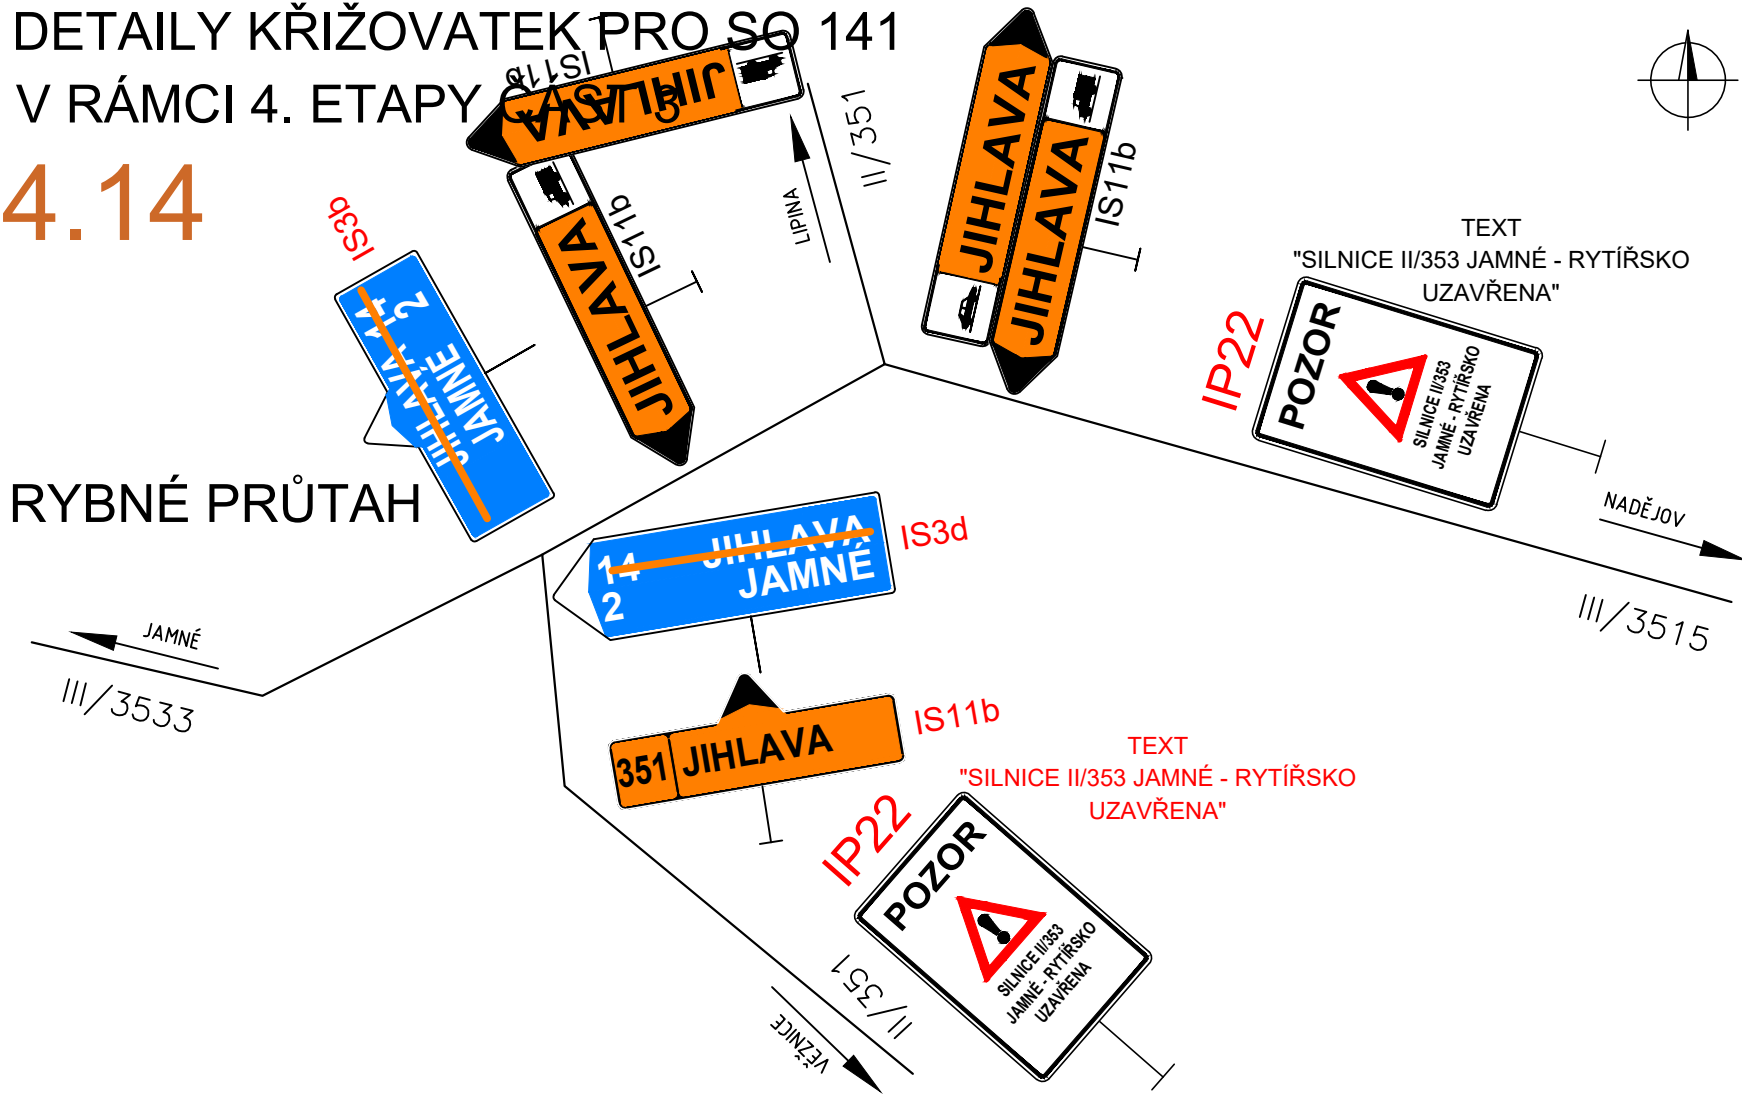 DETAILY KŘIŽOVATEK PRO SO 141
V RÁMCI 4. ETAPY ČÁST 3
4.14
IS11b
JIHLAVA
IS11b
JIHLAVA
IS3b
JIHLAVA 14
JAMNÉ 2
LIPINA
II/351
JIHLAVA
JIHLAVA
IS11b
TEXT
"SILNICE II/353 JAMNÉ - RYTÍŘSKO
UZAVŘENA"
IP22
POZOR
SILNICE II/353
JAMNÉ - RYTÍŘSKO
UZAVŘENA
NADĚJOV
III/3515
RYBNÉ PRŮTAH
14 JIHLAVA
2 JAMNÉ
IS3d
JAMNÉ
III/3533
351 JIHLAVA
IS11b
TEXT
"SILNICE II/353 JAMNÉ - RYTÍŘSKO
UZAVŘENA"
IP22
POZOR
SILNICE II/353
JAMNÉ - RYTÍŘSKO
UZAVŘENA
II/351
VĚŽNICE